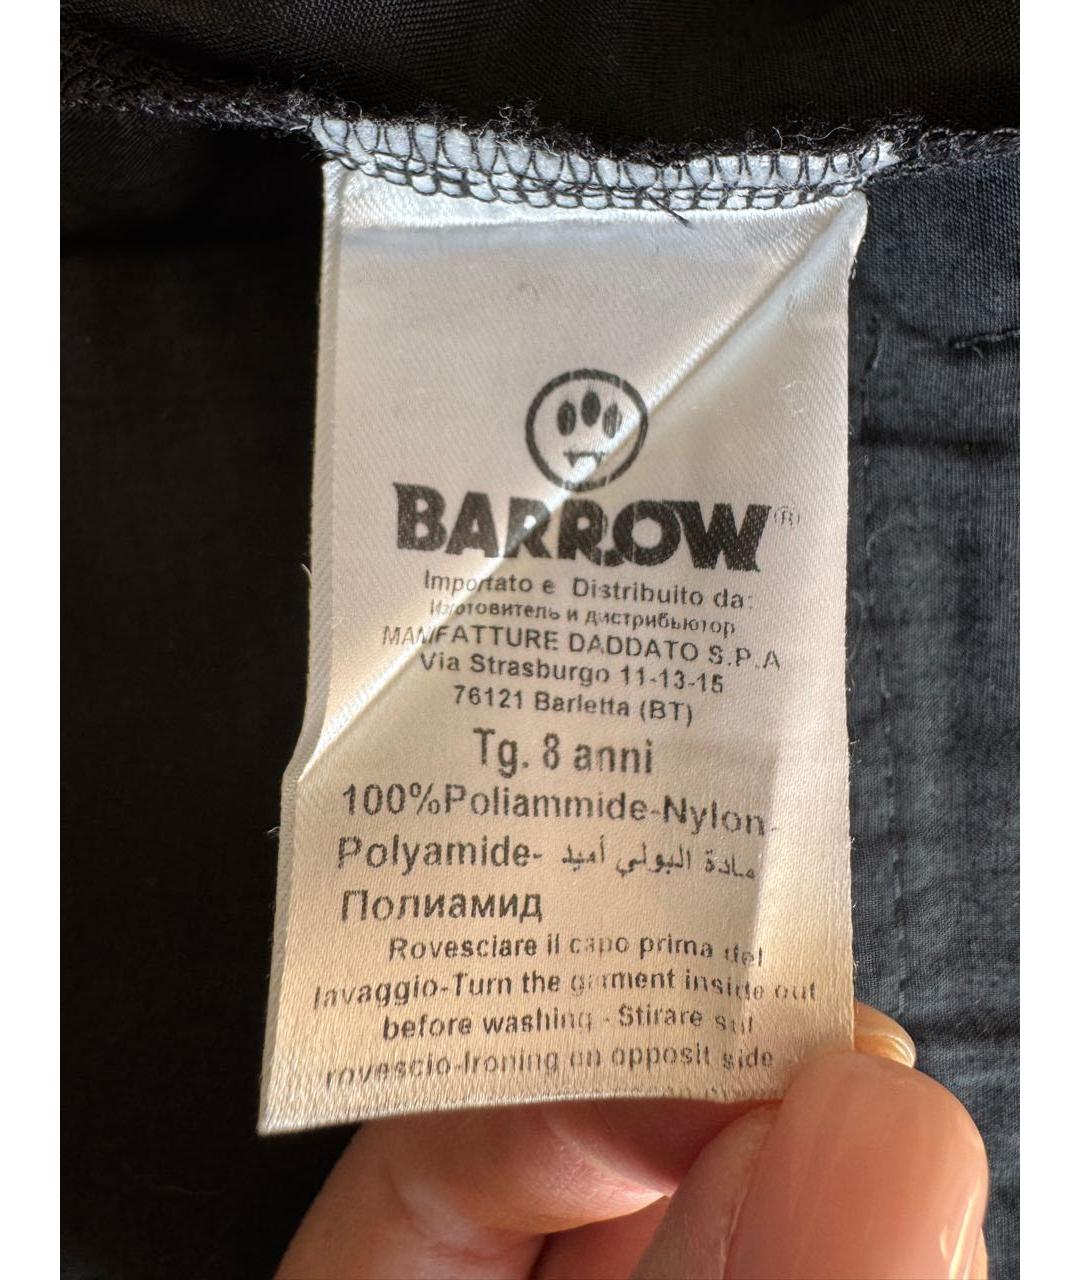 BARROW®
Importato e Distribuito da:
Изготовитель и дистрибьютор
MANIFATTURE DADDATO S.P.A
Via Strasburgo 11-13-15
76121 Barletta (BT)
Tg. 8 anni
100%Poliammide-Nylon-
Polyamide- مادة البولي أميد
Полиамид
Rovesciare il capo prima del
lavaggio-Turn the garment inside out
before washing - Stirare sul
rovescio-Ironing on opposit side